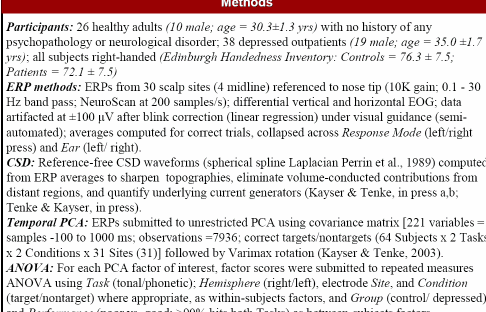 Methods
Participants: 26 healthy adults (10 male; age = 30.3±1.3 yrs) with no history of any
psychopathology or neurological disorder; 38 depressed outpatients (19 male; age = 35.0 ±1.7
yrs); all subjects right-handed (Edinburgh Handedness Inventory: Controls = 76.3 ± 7.5;
Patients = 72.1 ± 7.5)
ERP methods: ERPs from 30 scalp sites (4 midline) referenced to nose tip (10K gain; 0.1 - 30
Hz band pass; NeuroScan at 200 samples/s); differential vertical and horizontal EOG; data
artifacted at ±100 µV after blink correction (linear regression) under visual guidance (semi-
automated); averages computed for correct trials, collapsed across Response Mode (left/right
press) and Ear (left/ right).
CSD: Reference-free CSD waveforms (spherical spline Laplacian Perrin et al., 1989) computed
from ERP averages to sharpen topographies, eliminate volume-conducted contributions from
distant regions, and quantify underlying current generators (Kayser & Tenke, in press a,b;
Tenke & Kayser, in press).
Temporal PCA: ERPs submitted to unrestricted PCA using covariance matrix [221 variables =
samples -100 to 1000 ms; observations =7936; correct targets/nontargets (64 Subjects x 2 Tasks
x 2 Conditions x 31 Sites (31)] followed by Varimax rotation (Kayser & Tenke, 2003).
ANOVA: For each PCA factor of interest, factor scores were submitted to repeated measures
ANOVA using Task (tonal/phonetic); Hemisphere (right/left), electrode Site, and Condition
(target/nontarget) where appropriate, as within-subjects factors, and Group (control/ depressed)